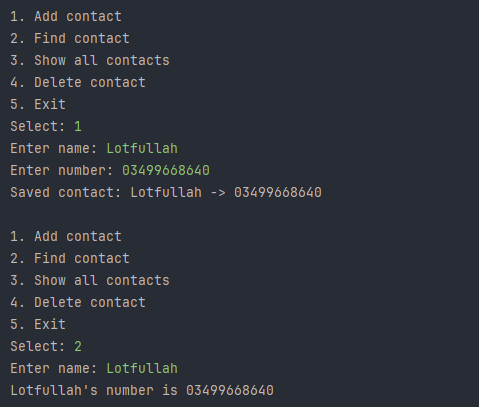 1. Add contact
2. Find contact
3. Show all contacts
4. Delete contact
5. Exit
Select: 1
Enter name: Lotfullah
Enter number: 03499668640
Saved contact: Lotfullah -> 03499668640

1. Add contact
2. Find contact
3. Show all contacts
4. Delete contact
5. Exit
Select: 2
Enter name: Lotfullah
Lotfullah's number is 03499668640